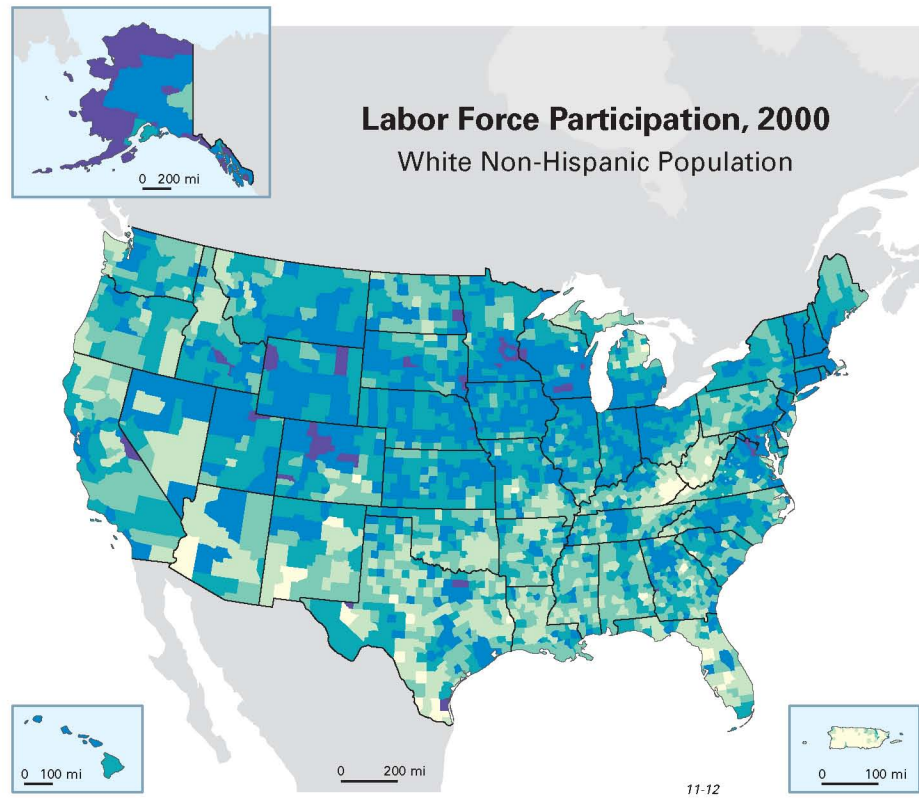 Labor Force Participation, 2000
White Non-Hispanic Population
0 200 mi
0 100 mi
0 200 mi
0 100 mi
11-12